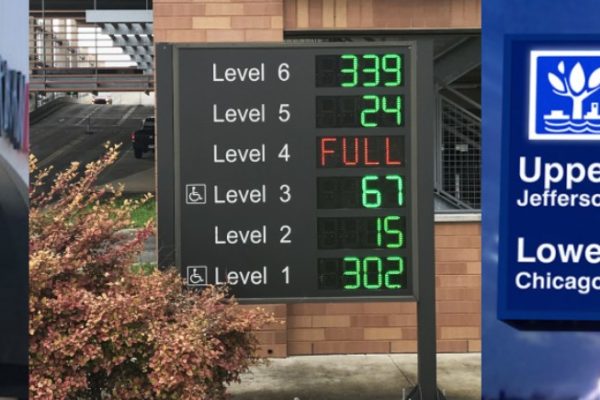 Level 6 339
Level 5 24
Level 4 FULL
Level 3 67
Level 2 15
Level 1 302
Uppe
Jefferso
Lowe
Chicago